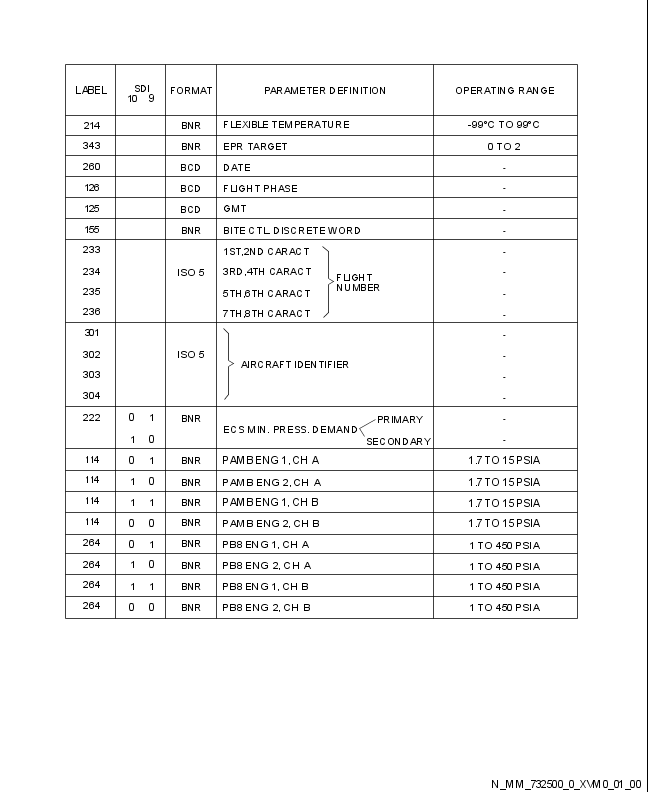 LABEL SDI 10 9 FORMAT PARAMETER DEFINITION OPERATING RANGE
214 BNR FLEXIBLE TEMPERATURE -99°C TO 99°C
343 BNR EPR TARGET 0 TO 2
260 BCD DATE -
126 BCD FLIGHT PHASE -
125 BCD GMT -
155 BNR BITE CTL. DISCRETE WORD -
233 1ST,2ND CARACT -
234 ISO 5 3RD,4TH CARACT FLIGHT NUMBER -
235 5TH,6TH CARACT -
236 7TH,8TH CARACT -
301 -
302 ISO 5 AIRCRAFT IDENTIFIER -
303 -
304 -
222 0 1 BNR ECS MIN. PRESS. DEMAND PRIMARY -
1 0 SECONDARY -
114 0 1 BNR PAMB ENG 1, CH A 1.7 TO 15 PSIA
114 1 0 BNR PAMB ENG 2, CH A 1.7 TO 15 PSIA
114 1 1 BNR PAMB ENG 1, CH B 1.7 TO 15 PSIA
114 0 0 BNR PAMB ENG 2, CH B 1.7 TO 15 PSIA
264 0 1 BNR PB8 ENG 1, CH A 1 TO 450 PSIA
264 1 0 BNR PB8 ENG 2, CH A 1 TO 450 PSIA
264 1 1 BNR PB8 ENG 1, CH B 1 TO 450 PSIA
264 0 0 BNR PB8 ENG 2, CH B 1 TO 450 PSIA
N_MM_732500_0_XVM0_01_00